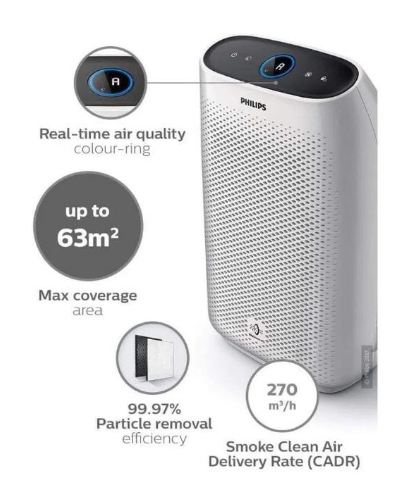 A
A
PHILIPS
Real-time air quality
colour-ring
up to
63m²
Max coverage
area
99.97%
Particle removal
efficiency
270
m³/h
Smoke Clean Air
Delivery Rate (CADR)